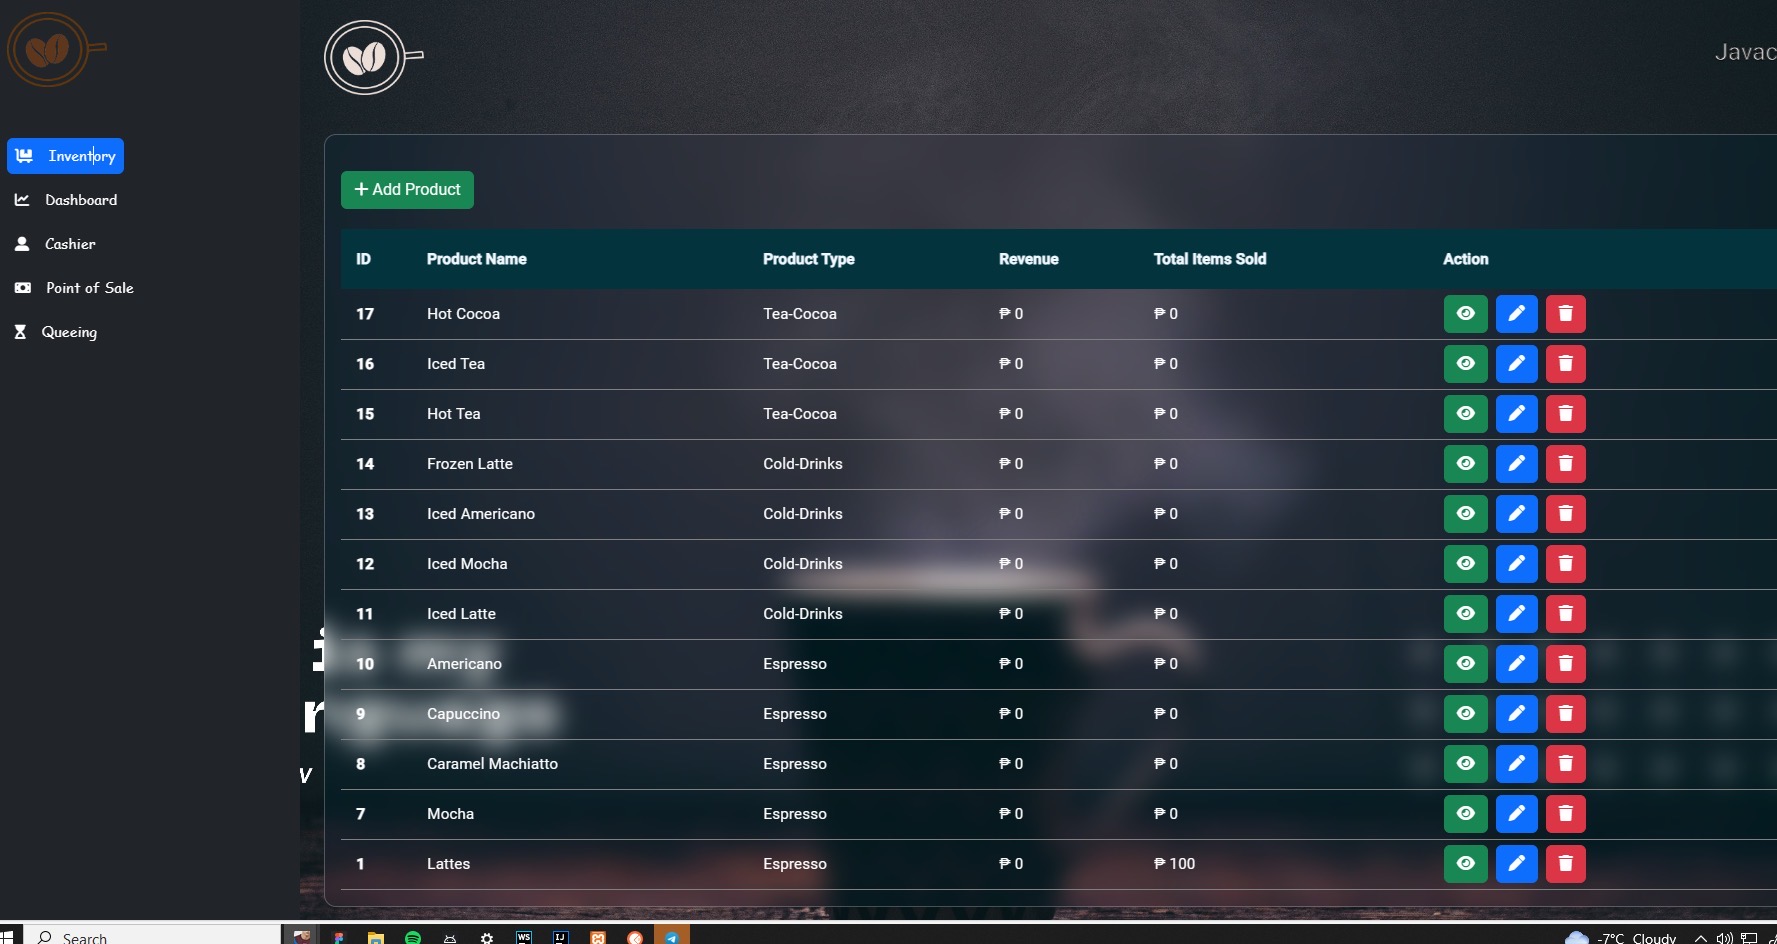 Javac
Inventory
Dashboard
Cashier
Point of Sale
Queeing
+ Add Product
ID Product Name Product Type Revenue Total Items Sold Action
17 Hot Cocoa Tea-Cocoa ₱ 0 ₱ 0
16 Iced Tea Tea-Cocoa ₱ 0 ₱ 0
15 Hot Tea Tea-Cocoa ₱ 0 ₱ 0
14 Frozen Latte Cold-Drinks ₱ 0 ₱ 0
13 Iced Americano Cold-Drinks ₱ 0 ₱ 0
12 Iced Mocha Cold-Drinks ₱ 0 ₱ 0
11 Iced Latte Cold-Drinks ₱ 0 ₱ 0
10 Americano Espresso ₱ 0 ₱ 0
9 Capuccino Espresso ₱ 0 ₱ 0
8 Caramel Machiatto Espresso ₱ 0 ₱ 0
7 Mocha Espresso ₱ 0 ₱ 0
1 Lattes Espresso ₱ 0 ₱ 100
Search WS IJ -7°C Cloudy